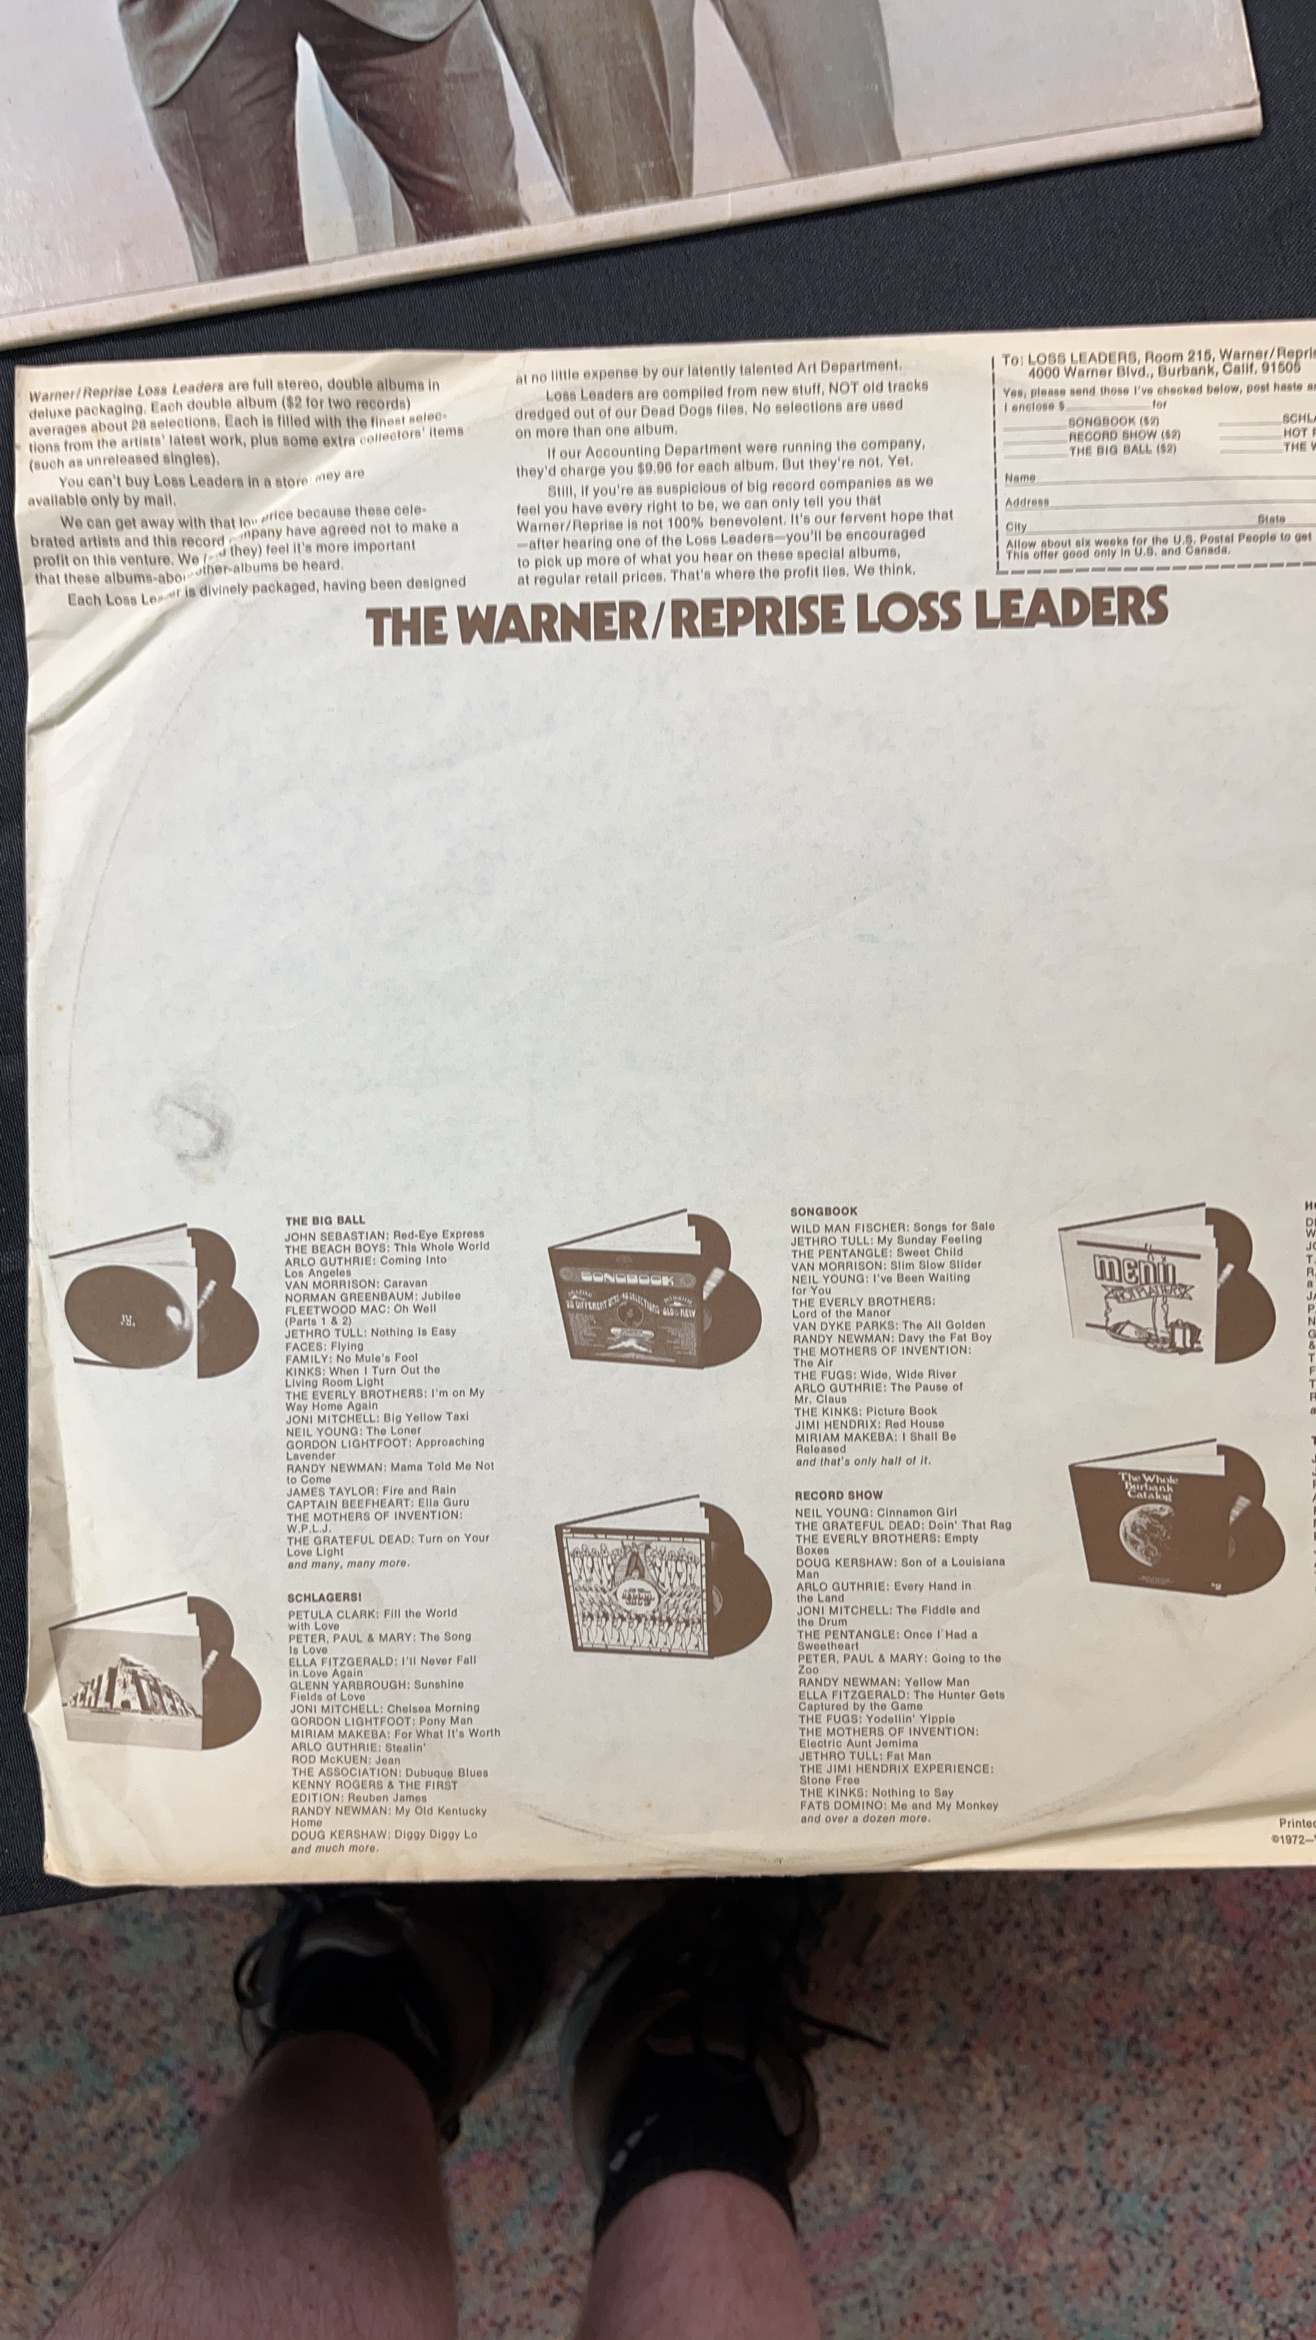 Warner/Reprise Loss Leaders are full stereo, double albums in
deluxe packaging. Each double album ($2 for two records)
averages about 28 selections. Each is filled with the finest selec-
tions from the artists' latest work, plus some extra collectors' items
(such as unreleased singles).
You can't buy Loss Leaders in a store they are
available only by mail.
We can get away with that low price because these cele-
brated artists and this record company have agreed not to make a
profit on this venture. We (and they) feel it's more important
that these albums-above-other-albums be heard.
Each Loss Leader is divinely packaged, having been designed
at no little expense by our latently talented Art Department.
Loss Leaders are compiled from new stuff, NOT old tracks
dredged out of our Dead Dogs files. No selections are used
on more than one album.
If our Accounting Department were running the company,
they'd charge you $9.96 for each album. But they're not. Yet.
Still, if you're as suspicious of big record companies as we
feel you have every right to be, we can only tell you that
Warner/Reprise is not 100% benevolent. It's our fervent hope that
—after hearing one of the Loss Leaders—you'll be encouraged
to pick up more of what you hear on these special albums,
at regular retail prices. That's where the profit lies. We think.
To: LOSS LEADERS, Room 215, Warner/Repris
4000 Warner Blvd., Burbank, Calif. 91505
Yes, please send those I've checked below, post haste
I enclose $ for
SONGBOOK ($2) SCHLA
RECORD SHOW ($2) HOT
THE BIG BALL ($2) THE
Name
Address
City State
Allow about six weeks for the U.S. Postal People to get
This offer good only in U.S. and Canada.
THE WARNER/REPRISE LOSS LEADERS
THE BIG BALL
JOHN SEBASTIAN: Red-Eye Express
THE BEACH BOYS: This Whole World
ARLO GUTHRIE: Coming Into
Los Angeles
VAN MORRISON: Caravan
NORMAN GREENBAUM: Jubilee
FLEETWOOD MAC: Oh Well
(Parts 1 & 2)
JETHRO TULL: Nothing Is Easy
FACES: Flying
FAMILY: No Mule's Fool
KINKS: When I Turn Out the
Living Room Light
THE EVERLY BROTHERS: I'm on My
Way Home Again
JONI MITCHELL: Big Yellow Taxi
NEIL YOUNG: The Loner
GORDON LIGHTFOOT: Approaching
Lavender
RANDY NEWMAN: Mama Told Me Not
to Come
JAMES TAYLOR: Fire and Rain
CAPTAIN BEEFHEART: Ella Guru
THE MOTHERS OF INVENTION:
W.P.L.J.
THE GRATEFUL DEAD: Turn on Your
Love Light
and many, many more.
SCHLAGERS!
PETULA CLARK: Fill the World
with Love
PETER, PAUL & MARY: The Song
Is Love
ELLA FITZGERALD: I'll Never Fall
in Love Again
GLENN YARBROUGH: Sunshine
Fields of Love
JONI MITCHELL: Chelsea Morning
GORDON LIGHTFOOT: Pony Man
MIRIAM MAKEBA: For What It's Worth
ARLO GUTHRIE: Stealin'
ROD McKUEN: Jean
THE ASSOCIATION: Dubuque Blues
KENNY ROGERS & THE FIRST
EDITION: Reuben James
RANDY NEWMAN: My Old Kentucky
Home
DOUG KERSHAW: Diggy Diggy Lo
and much more.
SONGBOOK
SONGBOOK
WILD MAN FISCHER: Songs for Sale
JETHRO TULL: My Sunday Feeling
THE PENTANGLE: Sweet Child
VAN MORRISON: Slim Slow Slider
NEIL YOUNG: I've Been Waiting
for You
THE EVERLY BROTHERS:
Lord of the Manor
VAN DYKE PARKS: The All Golden
RANDY NEWMAN: Davy the Fat Boy
THE MOTHERS OF INVENTION:
The Air
THE FUGS: Wide, Wide River
ARLO GUTHRIE: The Pause of
Mr. Claus
THE KINKS: Picture Book
JIMI HENDRIX: Red House
MIRIAM MAKEBA: I Shall Be
Released
and that's only half of it.
RECORD SHOW
NEIL YOUNG: Cinnamon Girl
THE GRATEFUL DEAD: Doin' That Rag
THE EVERLY BROTHERS: Empty
Boxes
DOUG KERSHAW: Son of a Louisiana
Man
ARLO GUTHRIE: Every Hand in
the Land
JONI MITCHELL: The Fiddle and
the Drum
THE PENTANGLE: Once I Had a
Sweetheart
PETER, PAUL & MARY: Going to the
Zoo
RANDY NEWMAN: Yellow Man
ELLA FITZGERALD: The Hunter Gets
Captured by the Game
THE FUGS: Yodellin' Yippie
THE MOTHERS OF INVENTION:
Electric Aunt Jemima
JETHRO TULL: Fat Man
THE JIMI HENDRIX EXPERIENCE:
Stone Free
THE KINKS: Nothing to Say
FATS DOMINO: Me and My Monkey
and over a dozen more.
menu
HOT PLATTERS
The Whole
Burbank
Catalog
Printed
©1972—